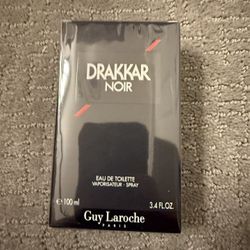 DRAKKAR
NOIR
EAU DE TOILETTE
VAPORISATEUR - SPRAY
e 100 ml 3.4 FL.OZ.
Guy Laroche
PARIS